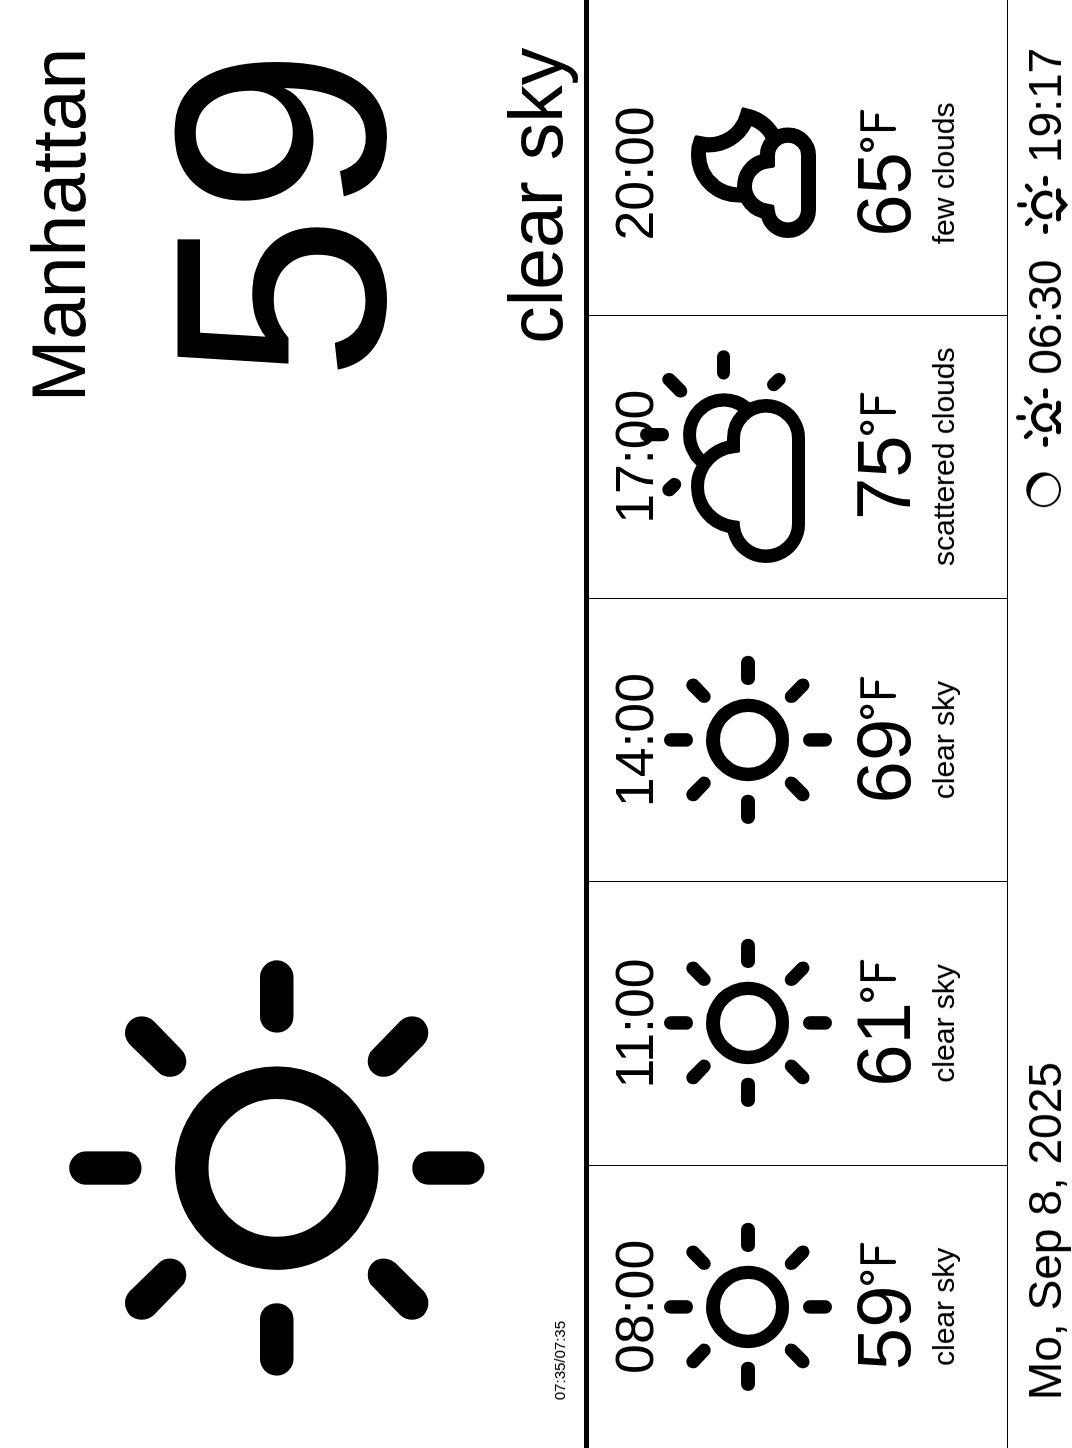 Manhattan
59
clear sky
07:35/07:35
08:00
59°F
clear sky
11:00
61°F
clear sky
14:00
69°F
clear sky
17:00
75°F
scattered clouds
20:00
65°F
few clouds
Mo, Sep 8, 2025
06:30
19:17